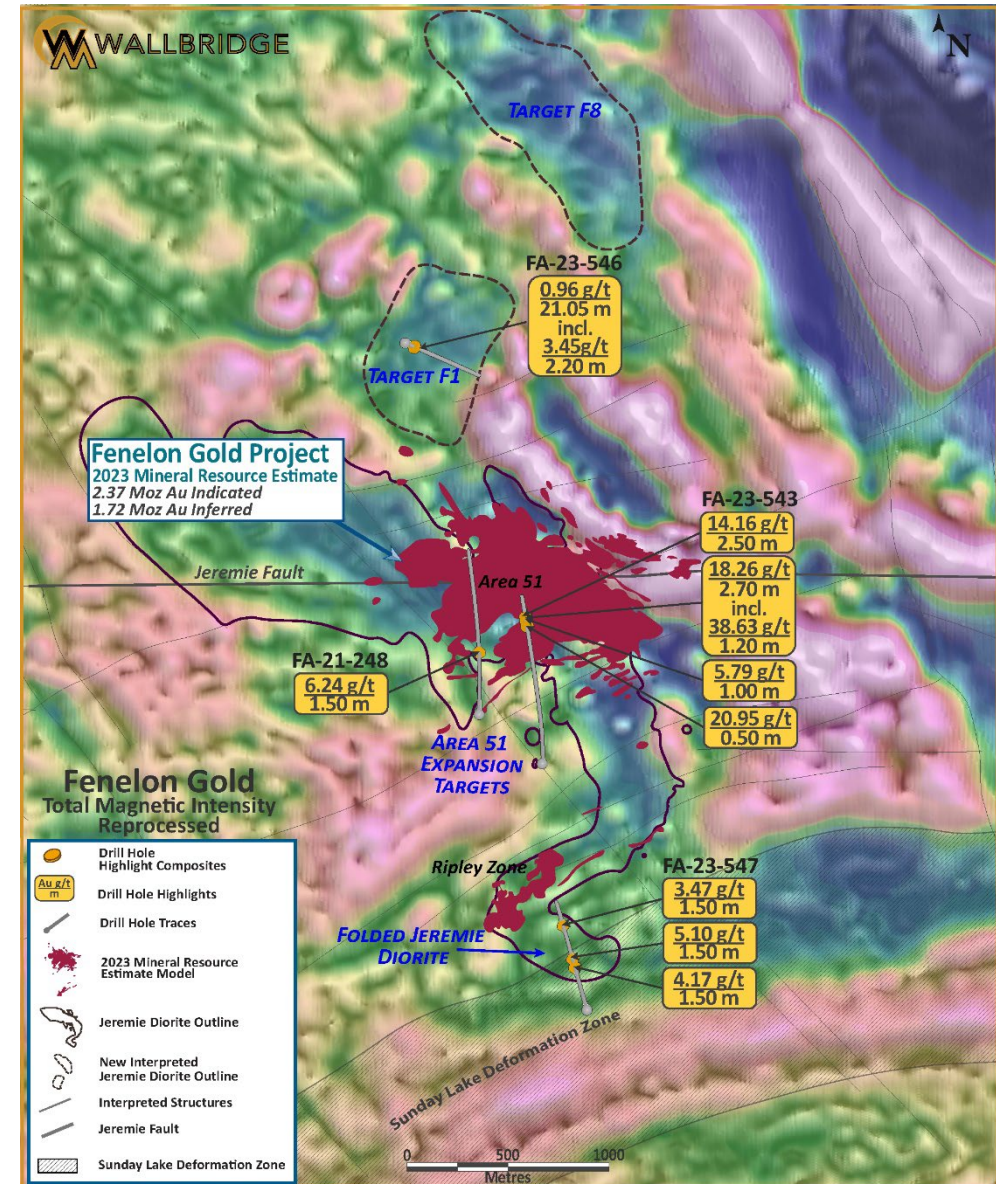 WALLBRIDGE
N
TARGET F8
FA-23-546
0.96 g/t
21.05 m
incl.
3.45g/t
2.20 m
TARGET F1
Fenelon Gold Project
2023 Mineral Resource Estimate
2.37 Moz Au Indicated
1.72 Moz Au Inferred
FA-23-543
14.16 g/t
2.50 m
18.26 g/t
2.70 m
incl.
38.63 g/t
1.20 m
5.79 g/t
1.00 m
20.95 g/t
0.50 m
Jeremie Fault
Area 51
FA-21-248
6.24 g/t
1.50 m
AREA 51
EXPANSION
TARGETS
Ripley Zone
FA-23-547
3.47 g/t
1.50 m
5.10 g/t
1.50 m
4.17 g/t
1.50 m
FOLDED JEREMIE
DIORITE
Sunday Lake Deformation Zone
Fenelon Gold
Total Magnetic Intensity
Reprocessed
Drill Hole
Highlight Composites
Au g/t
m
Drill Hole Highlights
Drill Hole Traces
2023 Mineral Resource
Estimate Model
Jeremie Diorite Outline
New Interpreted
Jeremie Diorite Outline
Interpreted Structures
Jeremie Fault
Sunday Lake Deformation Zone
0 500 1000
Metres